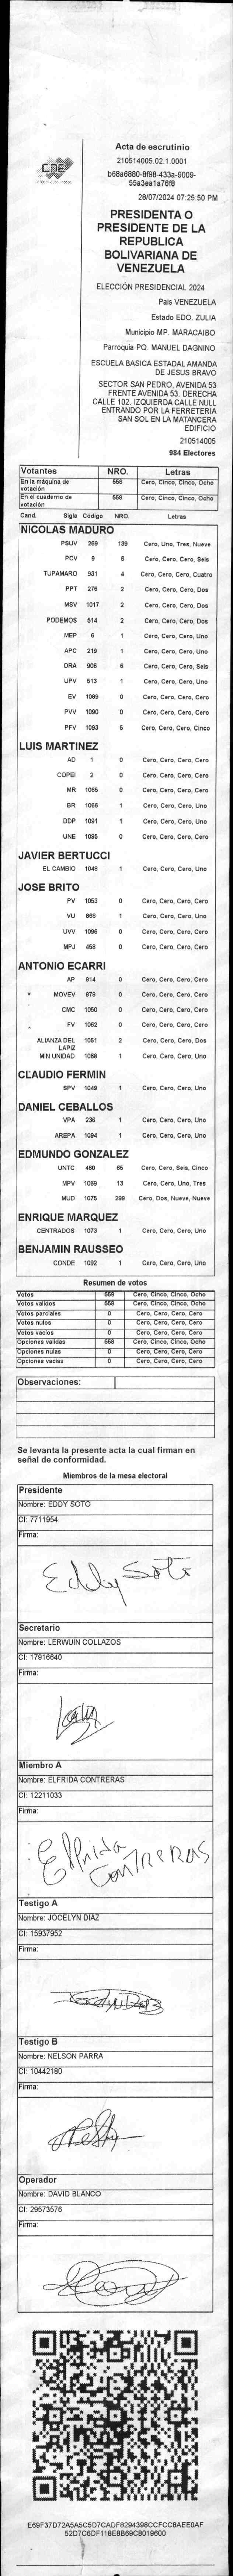 Acta de escrutinio
210514005.02.1.0001
b68a6880-8f98-433a-9009-
55a3ea1a76f8
28/07/2024 07:25:50 PM
CNE
PRESIDENTA O
PRESIDENTE DE LA
REPUBLICA
BOLIVARIANA DE
VENEZUELA
ELECCIÓN PRESIDENCIAL 2024
País VENEZUELA
Estado EDO. ZULIA
Municipio MP. MARACAIBO
Parroquia PQ. MANUEL DAGNINO
ESCUELA BASICA ESTADAL AMANDA
DE JESUS BRAVO
SECTOR SAN PEDRO, AVENIDA 53
FRENTE AVENIDA 53. DERECHA
CALLE 102. IZQUIERDA CALLE NULL
ENTRANDO POR LA FERRETERIA
SAN SOL EN LA MATANCERA
EDIFICIO
210514005
984 Electores
Votantes NRO. Letras
En la máquina de votación 558 Cero, Cinco, Cinco, Ocho
En el cuaderno de votación 558 Cero, Cinco, Cinco, Ocho
Cand. Sigla Código NRO. Letras
NICOLAS MADURO
PSUV 269 139 Cero, Uno, Tres, Nueve
PCV 9 6 Cero, Cero, Cero, Seis
TUPAMARO 931 4 Cero, Cero, Cero, Cuatro
PPT 276 2 Cero, Cero, Cero, Dos
MSV 1017 2 Cero, Cero, Cero, Dos
PODEMOS 514 2 Cero, Cero, Cero, Dos
MEP 6 1 Cero, Cero, Cero, Uno
APC 219 1 Cero, Cero, Cero, Uno
ORA 906 6 Cero, Cero, Cero, Seis
UPV 513 1 Cero, Cero, Cero, Uno
EV 1089 0 Cero, Cero, Cero, Cero
PVV 1090 0 Cero, Cero, Cero, Cero
PFV 1093 5 Cero, Cero, Cero, Cinco
LUIS MARTINEZ
AD 1 0 Cero, Cero, Cero, Cero
COPEI 2 0 Cero, Cero, Cero, Cero
MR 1065 0 Cero, Cero, Cero, Cero
BR 1086 1 Cero, Cero, Cero, Uno
DDP 1091 1 Cero, Cero, Cero, Uno
UNE 1095 0 Cero, Cero, Cero, Cero
JAVIER BERTUCCI
EL CAMBIO 1048 1 Cero, Cero, Cero, Uno
JOSE BRITO
PV 1053 0 Cero, Cero, Cero, Cero
VU 868 1 Cero, Cero, Cero, Uno
UVV 1096 0 Cero, Cero, Cero, Cero
MPJ 458 0 Cero, Cero, Cero, Cero
ANTONIO ECARRI
AP 814 0 Cero, Cero, Cero, Cero
MOVEV 879 0 Cero, Cero, Cero, Cero
CMC 1050 0 Cero, Cero, Cero, Cero
FV 1062 0 Cero, Cero, Cero, Cero
ALIANZA DEL LAPIZ 1051 2 Cero, Cero, Cero, Dos
MIN UNIDAD 1068 1 Cero, Cero, Cero, Uno
CLAUDIO FERMIN
SPV 1049 1 Cero, Cero, Cero, Uno
DANIEL CEBALLOS
VPA 236 1 Cero, Cero, Cero, Uno
AREPA 1094 1 Cero, Cero, Cero, Uno
EDMUNDO GONZALEZ
UNTC 460 65 Cero, Cero, Seis, Cinco
MPV 1069 13 Cero, Cero, Uno, Tres
MUD 1075 299 Cero, Dos, Nueve, Nueve
ENRIQUE MARQUEZ
CENTRADOS 1073 1 Cero, Cero, Cero, Uno
BENJAMIN RAUSSEO
CONDE 1092 1 Cero, Cero, Cero, Uno
Resumen de votos
Votos 558 Cero, Cinco, Cinco, Ocho
Votos validos 558 Cero, Cinco, Cinco, Ocho
Votos parciales 0 Cero, Cero, Cero, Cero
Votos nulos 0 Cero, Cero, Cero, Cero
Votos vacios 0 Cero, Cero, Cero, Cero
Opciones validas 558 Cero, Cinco, Cinco, Ocho
Opciones nulas 0 Cero, Cero, Cero, Cero
Opciones vacias 0 Cero, Cero, Cero, Cero
Observaciones:
Se levanta la presente acta la cual firman en
señal de conformidad.
Miembros de la mesa electoral
Presidente
Nombre: EDDY SOTO
CI: 7711954
Firma:
Eddy Soto
Secretario
Nombre: LERWUIN COLLAZOS
CI: 17916640
Firma:
Miembro A
Nombre: ELFRIDA CONTRERAS
CI: 12211033
Firma:
Elfrida
CONTRERAS
Testigo A
Nombre: JOCELYN DIAZ
CI: 15937952
Firma:
Testigo B
Nombre: NELSON PARRA
CI: 10442180
Firma:
Operador
Nombre: DAVID BLANCO
CI: 29573576
Firma:
E69F37D72A5A5C5D7CADF8294398CCFCCBAEE0AF
52D7C6DF118E8B69C8019600